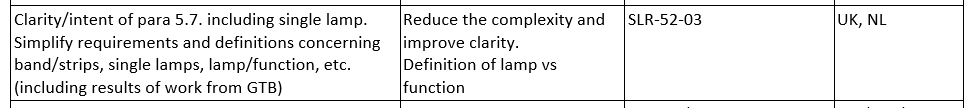 Clarity/intent of para 5.7. including single lamp.
Simplify requirements and definitions concerning
band/strips, single lamps, lamp/function, etc.
(including results of work from GTB)
Reduce the complexity and
improve clarity.
Definition of lamp vs
function
SLR-52-03
UK, NL